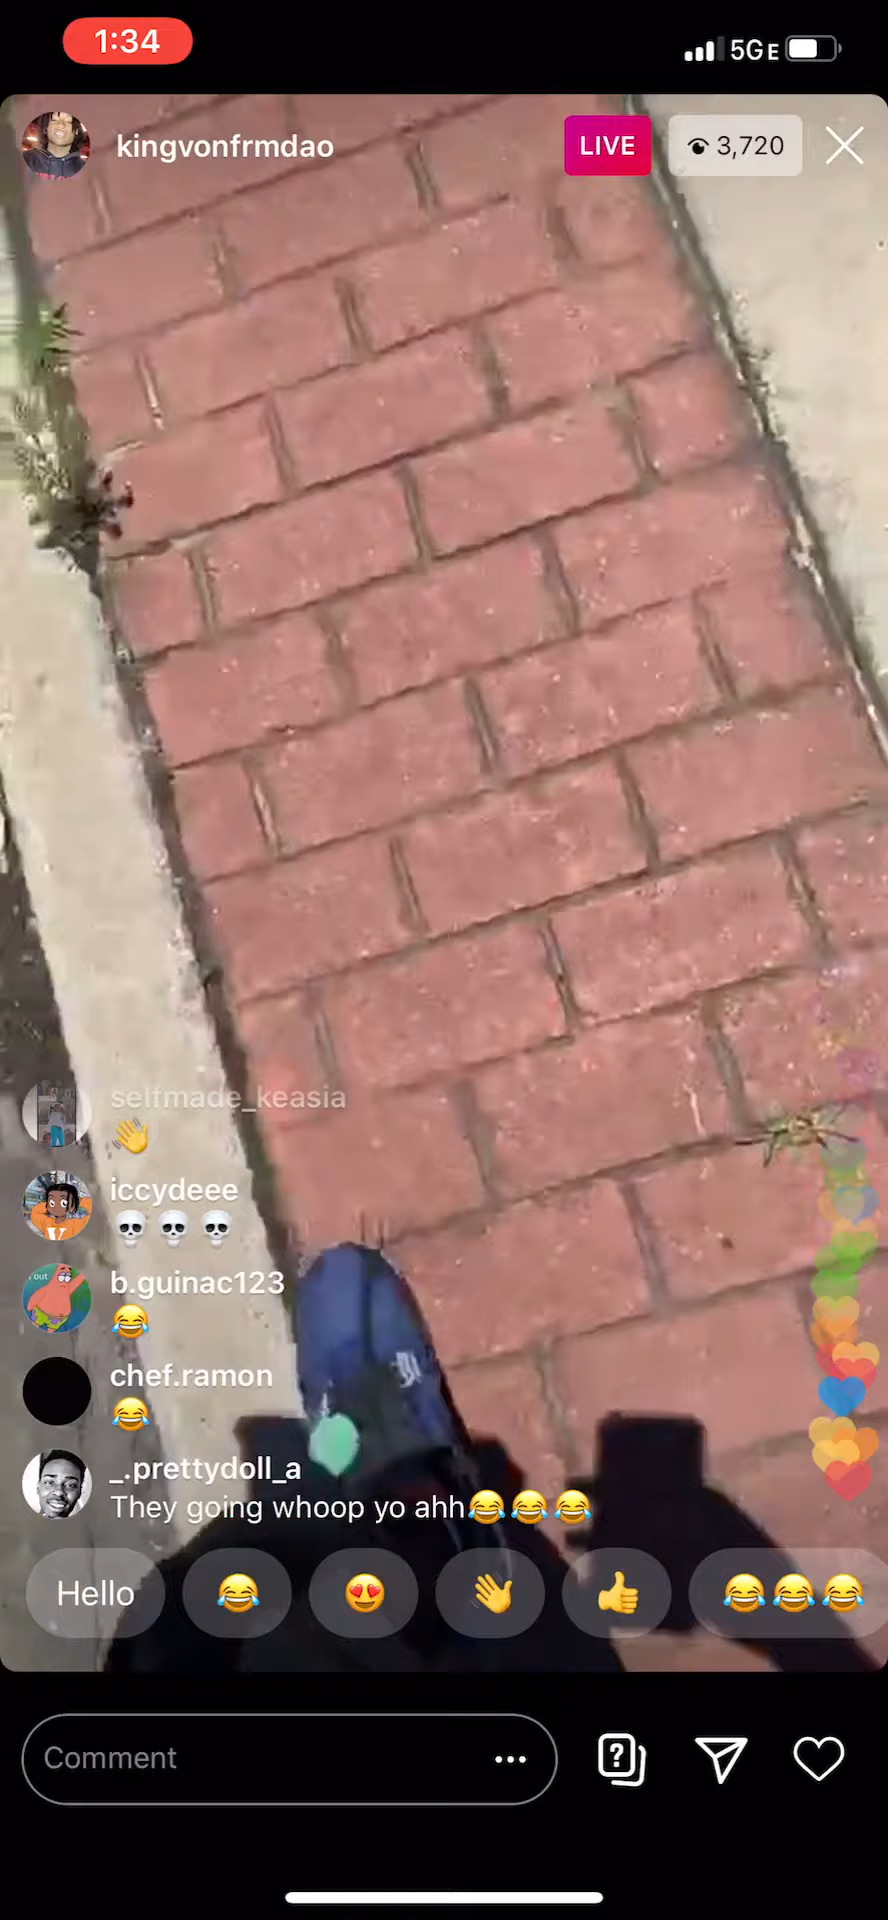 1:34
5GE
kingvonfrmdao
LIVE
3,720
selfmade_keasia
👋
iccydeee
💀💀💀
b.guinac123
😂
chef.ramon
😂
_.prettydoll_a
They going whoop yo ahh😂😂😂
Hello 😂 😍 👋 👍 😂😂😂
Comment